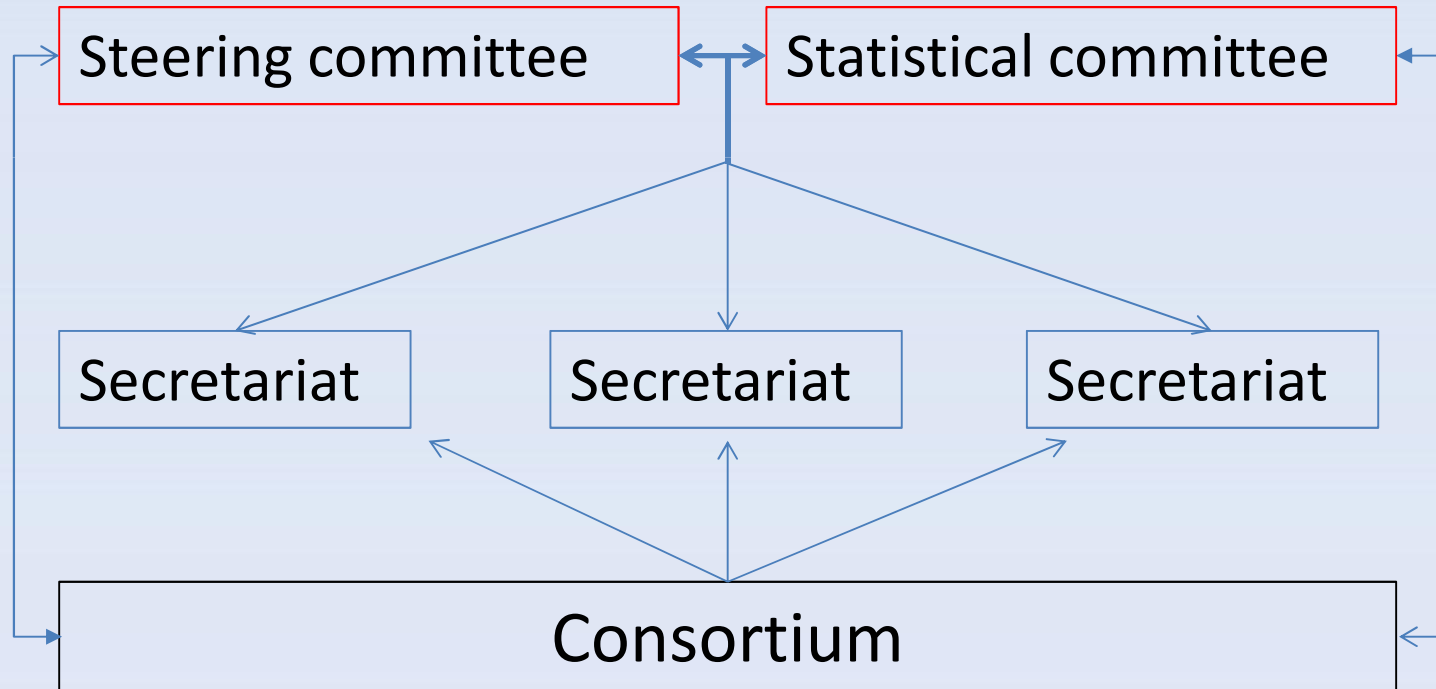 Steering committee
Statistical committee
Secretariat
Secretariat
Secretariat
Consortium